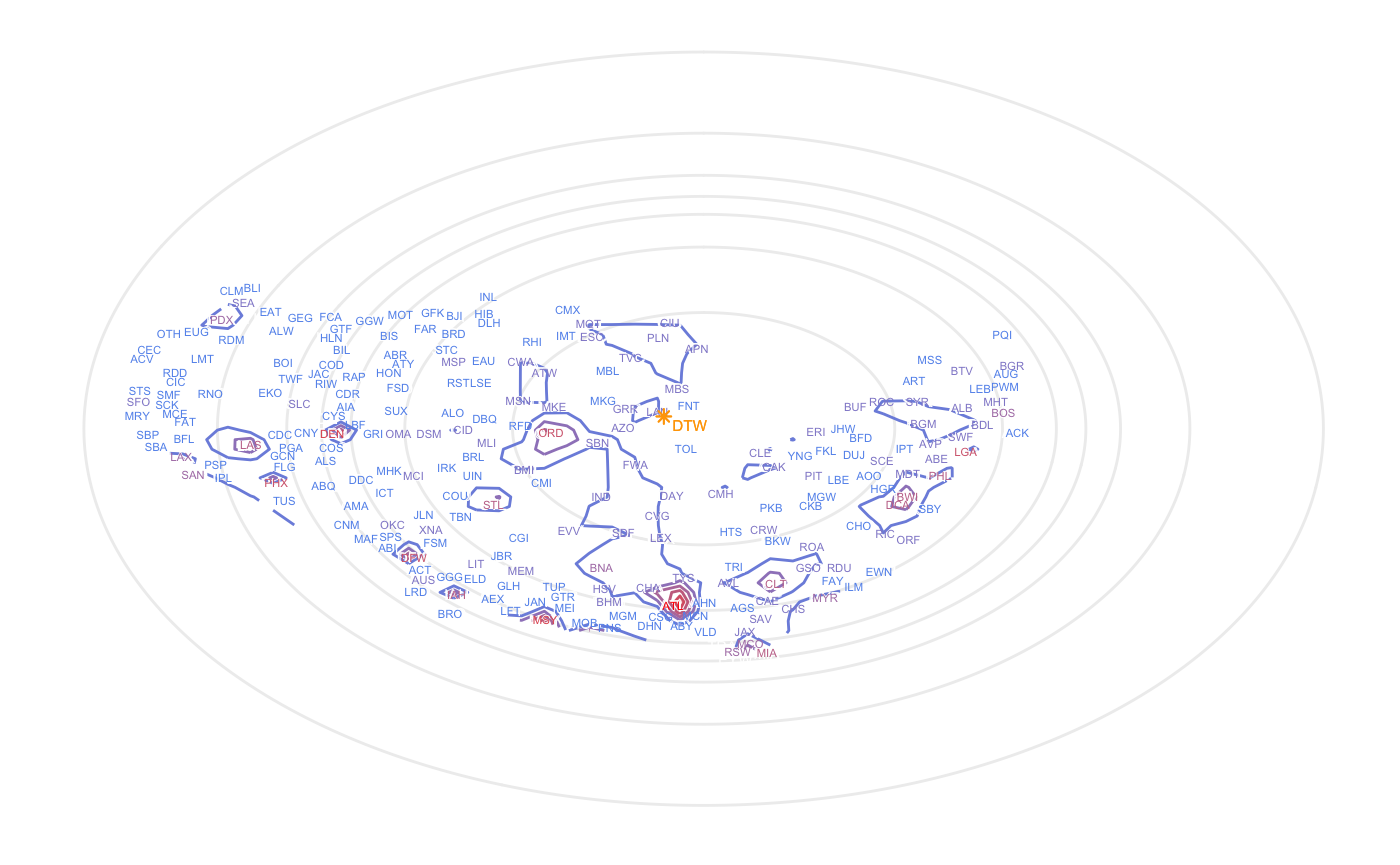 CLM BLI
SEA
INL
PDX
EAT
GEG FCA
GGW
MOT
GFK BJI
HIB
DLH
CMX
OTH EUG
RDM
ALW
GTF
HLN
BIS
FAR
BRD
IMT
MQT
ESC
CIU
PLN
PQI
CEC
ACV
LMT
BIL
ABR
STC
RHI
APN
BOI
COD
ATY
MSP
EAU
CWA
ATW
TVC
MSS
BTV
BGR
RDD
CIC
TWF
JAC
RIW
RAP
HON
FSD
RST LSE
MBL
MBS
ART
AUG
LEB PWM
STS
SMF
RNO
EKO
CDR
SFO
SCK
SLC
AIA
SUX
ALO
DBQ
MSN
MKE
MKG
GRR
FNT
BUF
ROC
SYR
ALB
MHT
BOS
MRY
MCE
FAT
CYS
LBF
RFD
DTW
AZO
BGM
BDL
SBP
SBA
BFL
LAS
CDC
CNY
DEN
GRI
OMA
DSM
CID
ORD
ERI
JHW
BFD
SWF
ACK
MLI
SBN
TOL
AVP
LAX
PGA
GCN
COS
BRL
CLE
YNG
FKL
DUJ
IPT
LGA
PSP
FLG
ALS
BMI
FWA
CAK
SCE
ABE
SAN
IPL
PHX
ABQ
DDC
MHK
MCI
IRK
UIN
CMI
PIT
LBE
AOO
MDT
PHL
TUS
ICT
COU
STL
IND
DAY
CMH
MGW
HGR
BWI
DCA
SBY
AMA
JLN
TBN
CVG
PKB
CKB
CNM
OKC
XNA
EVV
SDF
LEX
HTS
CRW
CHO
RIC
ORF
MAF
SPS
ABI
FSM
CGI
BKW
ROA
DFW
LIT
JBR
MEM
BNA
TRI
GSO
RDU
EWN
ACT
AUS
GGG
ELD
GLH
TUP
HSV
CHA
TYS
AVL
CLT
FAY
ILM
LRD
IAH
AEX
JAN
GTR
MEI
BHM
ATL
AHN
AGS
CAE
CHS
MYR
BRO
LFT
MSY
MOB
PNS
MGM
DHN
ABY
VLD
SAV
JAX
MCO
RSW MIA